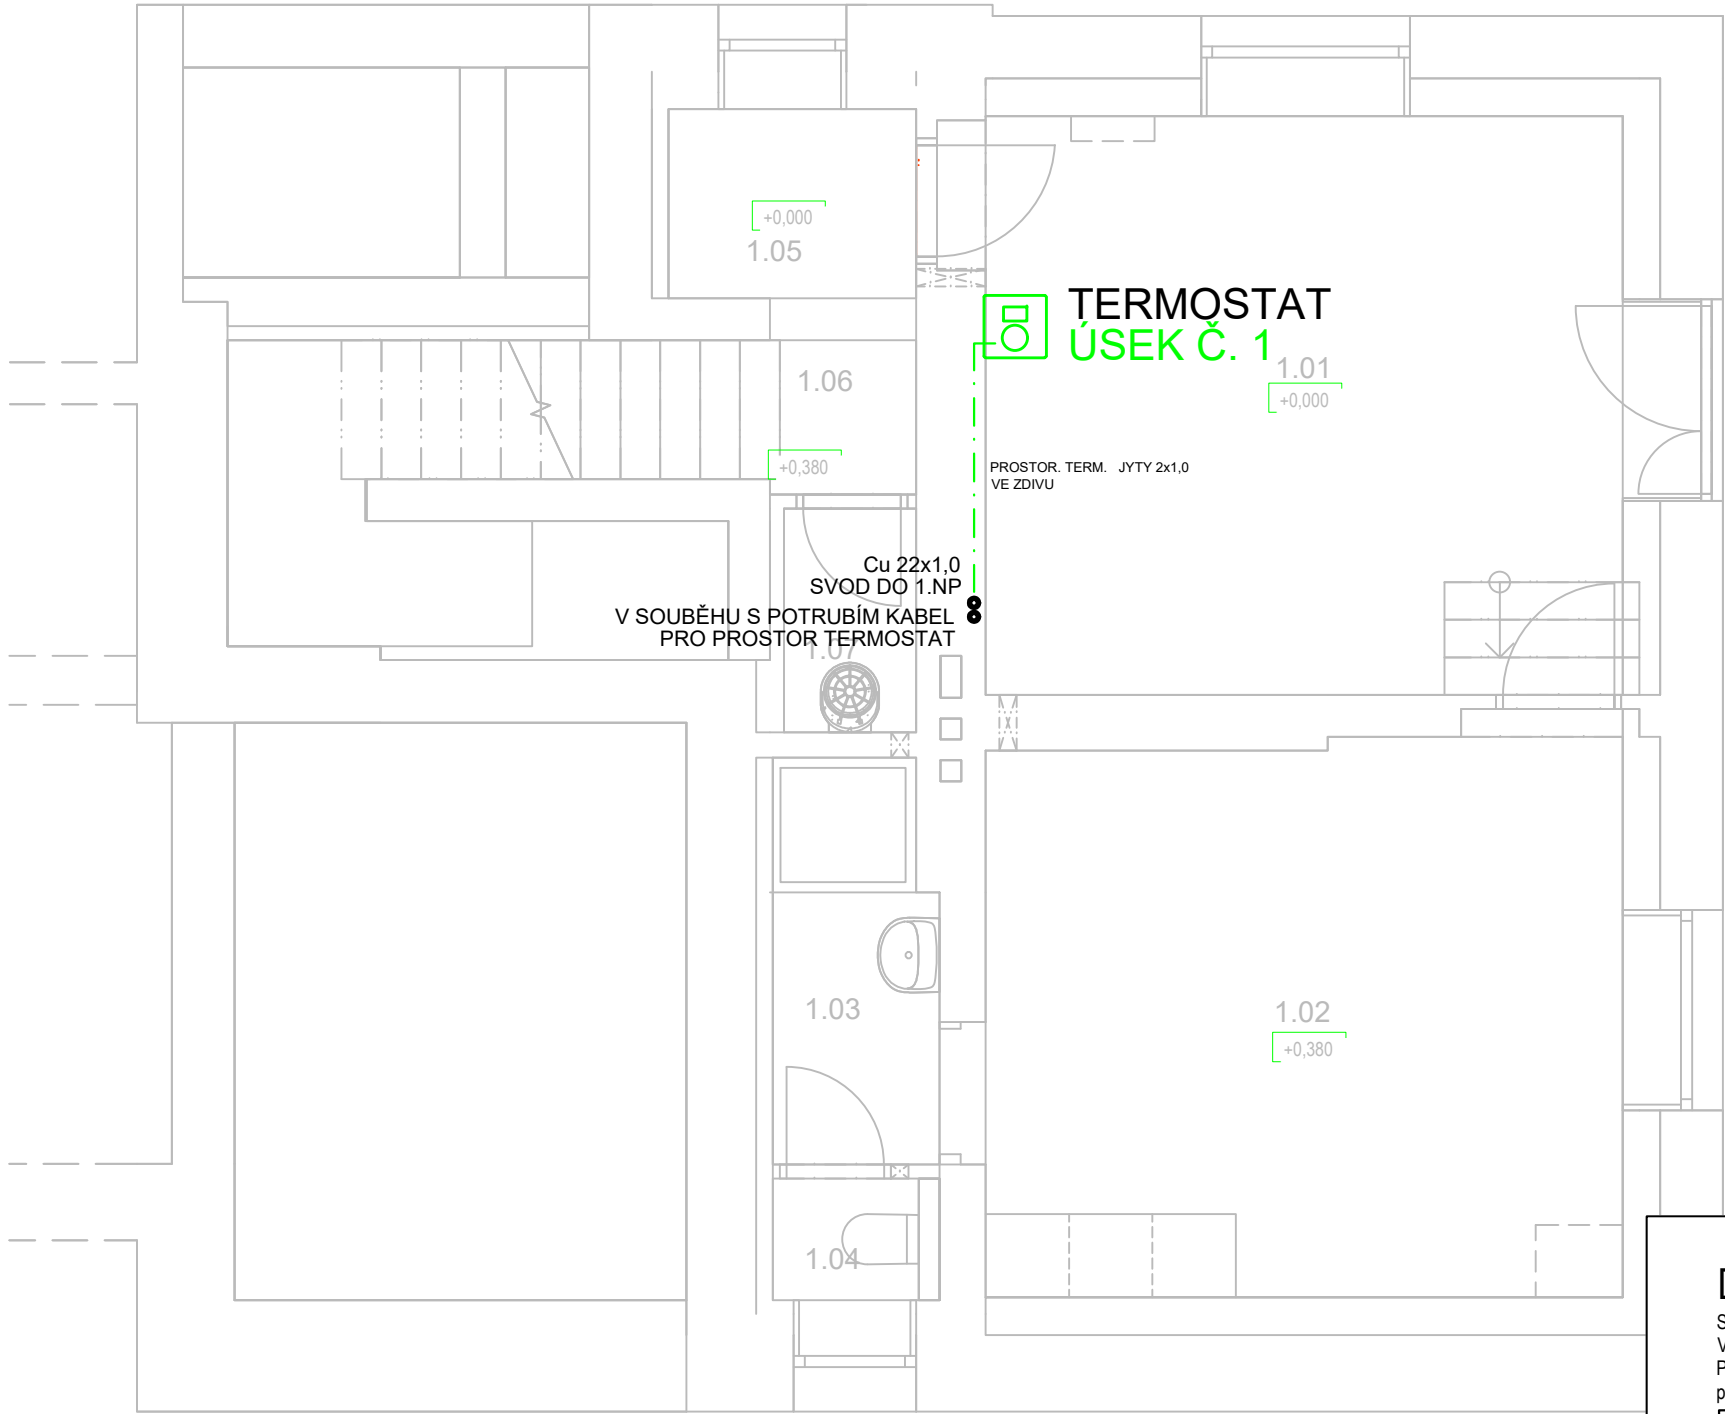 +0,000
1.05
TERMOSTAT
ÚSEK Č. 1
1.01
+0,000
1.06
+0,380
PROSTOR. TERM. JYTY 2x1,0
VE ZDIVU
Cu 22x1,0
SVOD DO 1.NP
V SOUBĚHU S POTRUBÍM KABEL
PRO PROSTOR TERMOSTAT
1.07
1.03
1.02
+0,380
1.04